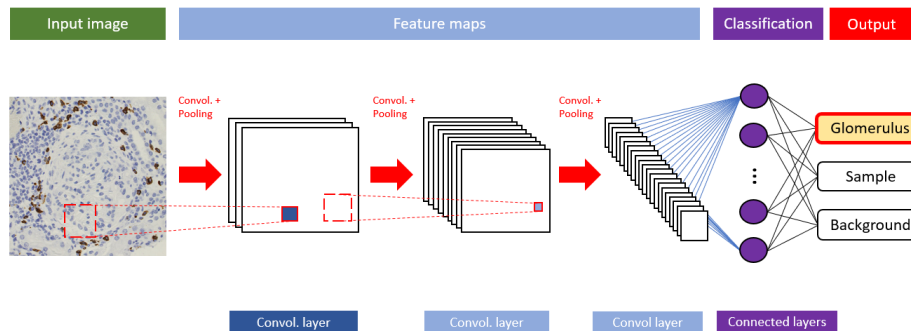 Input image
Feature maps
Classification
Output
Convol. +
Pooling
Convol. +
Pooling
Convol. +
Pooling
Glomerulus
Sample
Background
...
Convol. layer
Convol. layer
Convol layer
Connected layers